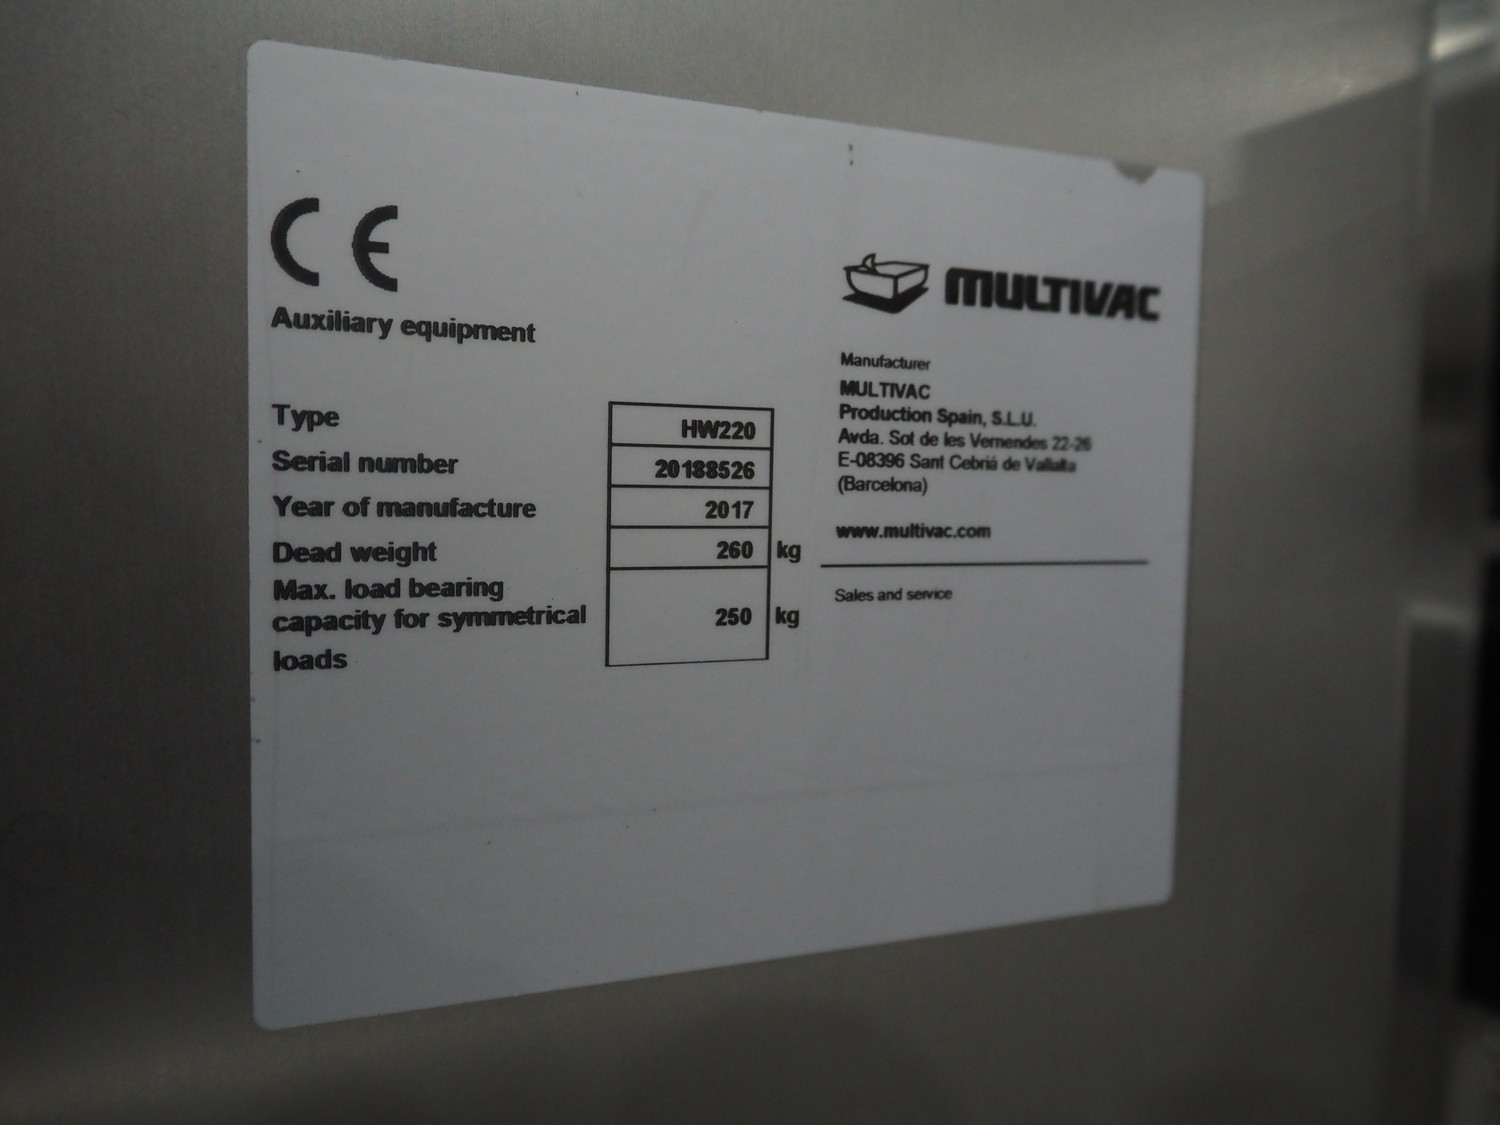 CE
Auxiliary equipment
Type HW220
Serial number 20188526
Year of manufacture 2017
Dead weight 260 kg
Max. load bearing
capacity for symmetrical 250 kg
loads
MULTIVAC
Manufacturer
MULTIVAC
Production Spain, S.L.U.
Avda. Sot de les Vernendes 22-26
E-08396 Sant Cebriá de Vallalta
(Barcelona)
www.multivac.com
Sales and service